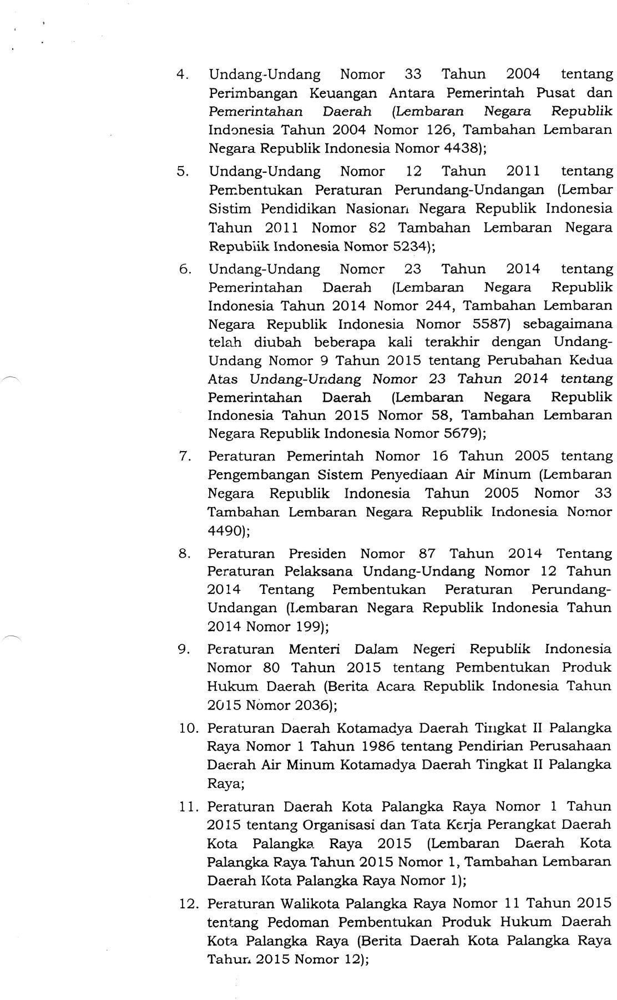 4. Undang-Undang Nomor 33 Tahun 2004 tentang
Perimbangan Keuangan Antara Pemerintah Pusat dan
Pemerintahan Daerah (Lembaran Negara Republik
Indonesia Tahun 2004 Nomor 126, Tambahan Lembaran
Negara Republik Indonesia Nomor 4438);
5. Undang-Undang Nomor 12 Tahun 2011 tentang
Pembentukan Peraturan Perundang-Undangan (Lembar
Sistim Pendidikan Nasionan Negara Republik Indonesia
Tahun 2011 Nomor 82 Tambahan Lembaran Negara
Republik Indonesia Nomor 5234);
6. Undang-Undang Nomor 23 Tahun 2014 tentang
Pemerintahan Daerah (Lembaran Negara Republik
Indonesia Tahun 2014 Nomor 244, Tambahan Lembaran
Negara Republik Indonesia Nomor 5587) sebagaimana
telah diubah beberapa kali terakhir dengan Undang-
Undang Nomor 9 Tahun 2015 tentang Perubahan Kedua
Atas Undang-Undang Nomor 23 Tahun 2014 tentang
Pemerintahan Daerah (Lembaran Negara Republik
Indonesia Tahun 2015 Nomor 58, Tambahan Lembaran
Negara Republik Indonesia Nomor 5679);
7. Peraturan Pemerintah Nomor 16 Tahun 2005 tentang
Pengembangan Sistem Penyediaan Air Minum (Lembaran
Negara Republik Indonesia Tahun 2005 Nomor 33
Tambahan Lembaran Negara Republik Indonesia Nomor
4490);
8. Peraturan Presiden Nomor 87 Tahun 2014 Tentang
Peraturan Pelaksana Undang-Undang Nomor 12 Tahun
2014 Tentang Pembentukan Peraturan Perundang-
Undangan (Lembaran Negara Republik Indonesia Tahun
2014 Nomor 199);
9. Peraturan Menteri Dalam Negeri Republik Indonesia
Nomor 80 Tahun 2015 tentang Pembentukan Produk
Hukum Daerah (Berita Acara Republik Indonesia Tahun
2015 Nomor 2036);
10. Peraturan Daerah Kotamadya Daerah Tingkat II Palangka
Raya Nomor 1 Tahun 1986 tentang Pendirian Perusahaan
Daerah Air Minum Kotamadya Daerah Tingkat II Palangka
Raya;
11. Peraturan Daerah Kota Palangka Raya Nomor 1 Tahun
2015 tentang Organisasi dan Tata Kerja Perangkat Daerah
Kota Palangka Raya 2015 (Lembaran Daerah Kota
Palangka Raya Tahun 2015 Nomor 1, Tambahan Lembaran
Daerah Kota Palangka Raya Nomor 1);
12. Peraturan Walikota Palangka Raya Nomor 11 Tahun 2015
tentang Pedoman Pembentukan Produk Hukum Daerah
Kota Palangka Raya (Berita Daerah Kota Palangka Raya
Tahun 2015 Nomor 12);